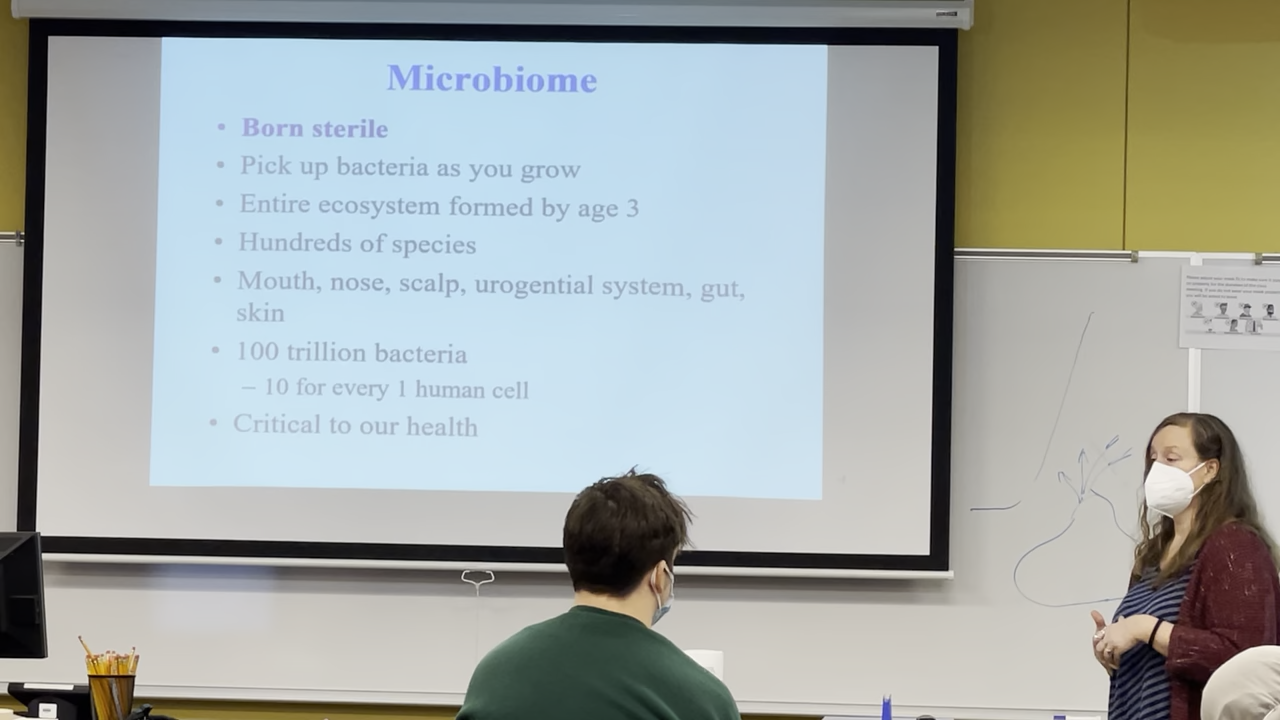 Microbiome
• Born sterile
• Pick up bacteria as you grow
• Entire ecosystem formed by age 3
• Hundreds of species
• Mouth, nose, scalp, urogential system, gut,
skin
• 100 trillion bacteria
– 10 for every 1 human cell
• Critical to our health